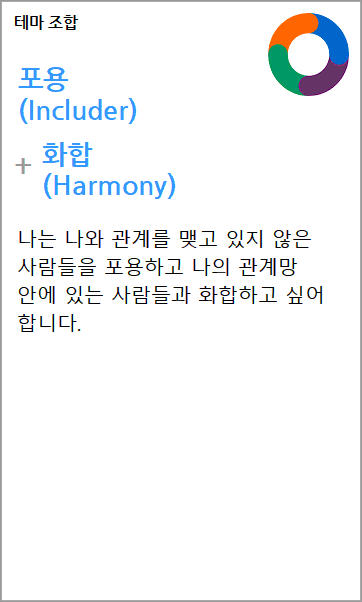 테마 조합
포용
(Includer)
+ 화합
(Harmony)
나는 나와 관계를 맺고 있지 않은
사람들을 포용하고 나의 관계망
안에 있는 사람들과 화합하고 싶어
합니다.